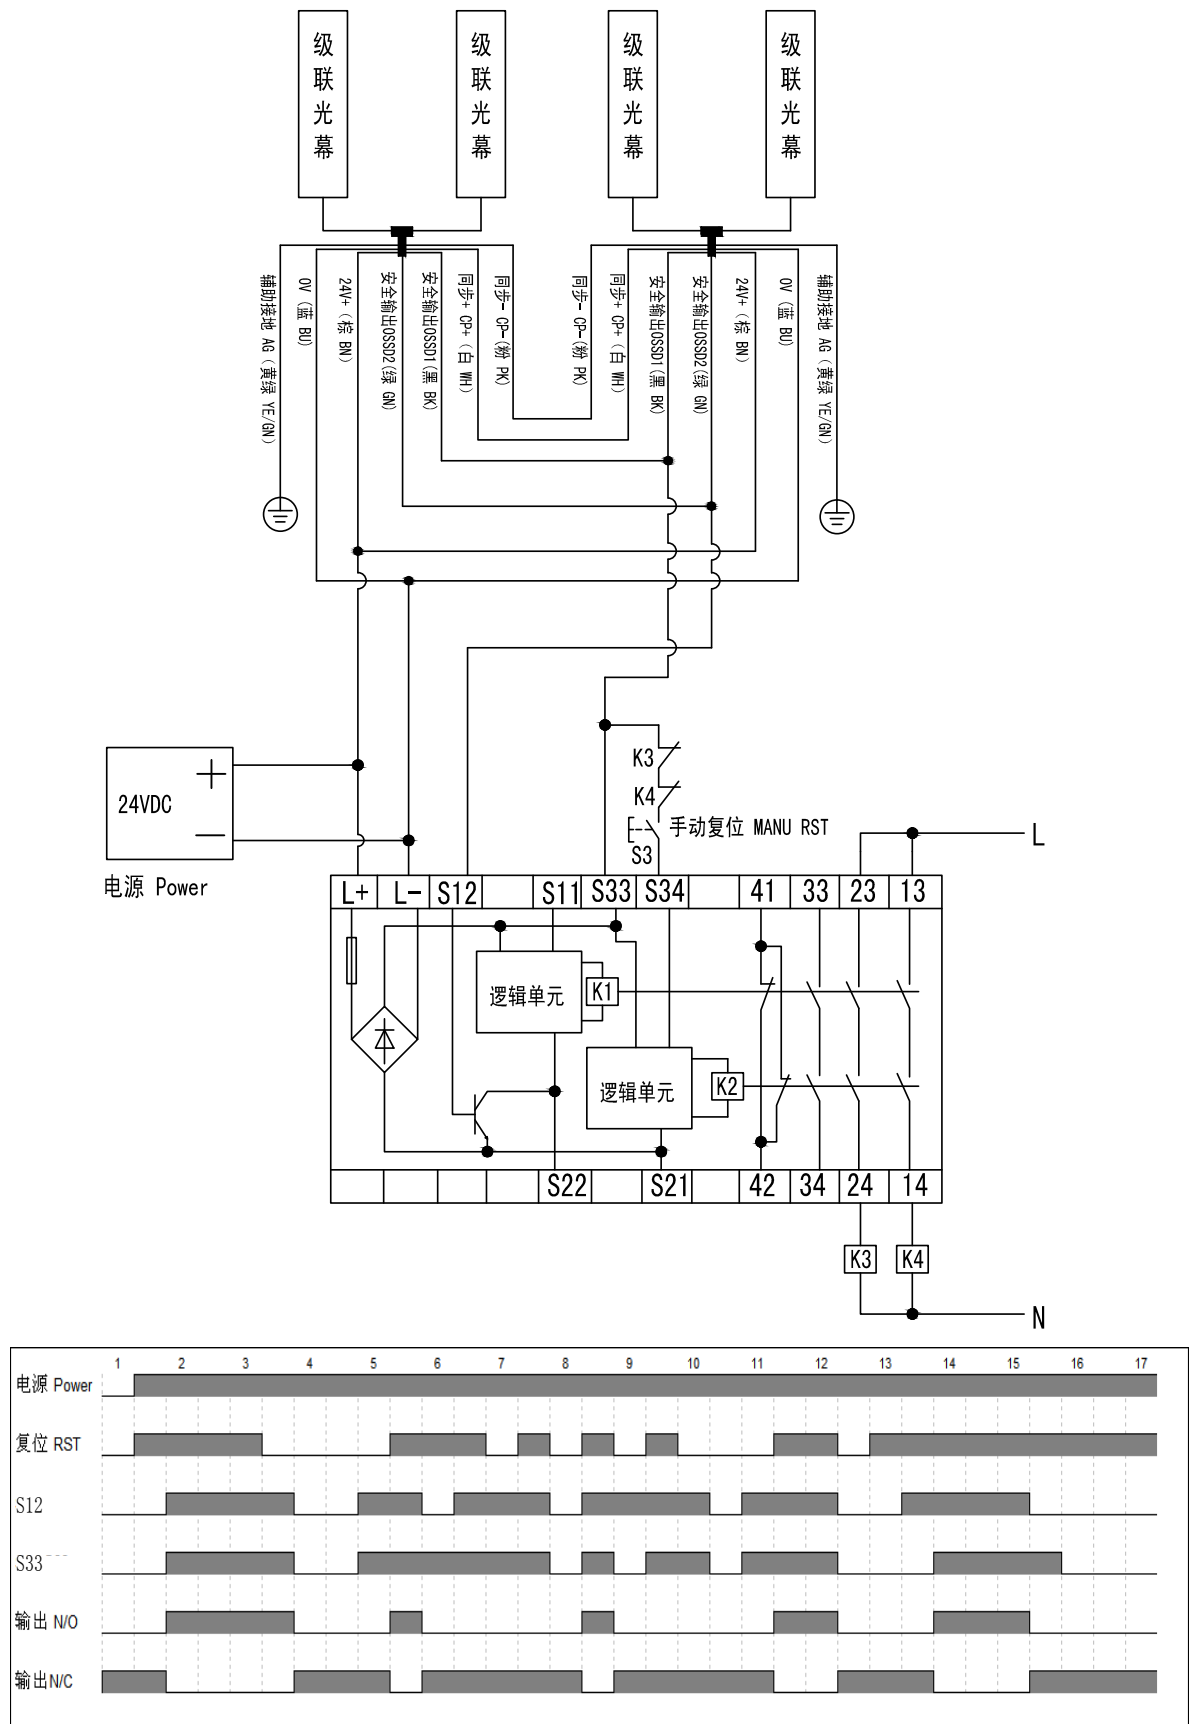 级联光幕
级联光幕
级联光幕
级联光幕
辅助接地 AG（黄绿 YE/GN）
0V（蓝 BU)
24V+（棕 BN）
安全输出OSSD2(绿 GN)
安全输出OSSD1(黑 BK)
同步+ CP+（白 WH）
同步- CP-(粉 PK)
同步- CP-(粉 PK)
同步+ CP+（白 WH）
安全输出OSSD1(黑 BK)
安全输出OSSD2(绿 GN)
24V+（棕 BN）
0V（蓝 BU)
辅助接地 AG（黄绿 YE/GN）
K3
24VDC
+
—
K4
手动复位 MANU RST
S3
L
电源 Power
L+ L- S12 S11 S33 S34 41 33 23 13
逻辑单元 K1
逻辑单元 K2
S22 S21 42 34 24 14
K3 K4
N
1 2 3 4 5 6 7 8 9 10 11 12 13 14 15 16 17
电源 Power
复位 RST
S12
S33
输出 N/O
输出N/C